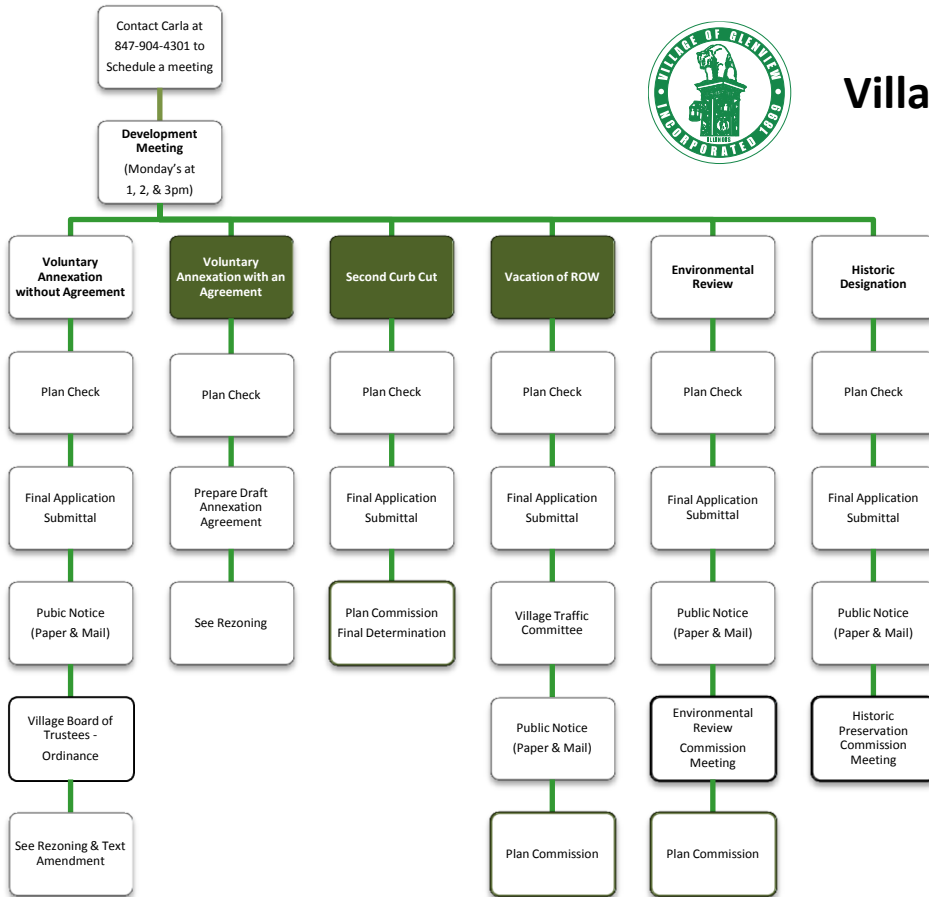 Contact Carla at
847-904-4301 to
Schedule a meeting
VILLAGE OF GLENVIEW
INCORPORATED 1899
Villa
Development
Meeting
(Monday's at
1, 2, & 3pm)
Voluntary
Annexation
without Agreement
Voluntary
Annexation with an
Agreement
Second Curb Cut
Vacation of ROW
Environmental
Review
Historic
Designation
Plan Check
Plan Check
Plan Check
Plan Check
Plan Check
Plan Check
Final Application
Submittal
Prepare Draft
Annexation
Agreement
Final Application
Submittal
Final Application
Submittal
Final Application
Submittal
Final Application
Submittal
Pubic Notice
(Paper & Mail)
See Rezoning
Plan Commission
Final Determination
Village Traffic
Committee
Public Notice
(Paper & Mail)
Public Notice
(Paper & Mail)
Village Board of
Trustees -
Ordinance
Public Notice
(Paper & Mail)
Environmental
Review
Commission
Meeting
Historic
Preservation
Commission
Meeting
See Rezoning & Text
Amendment
Plan Commission
Plan Commission